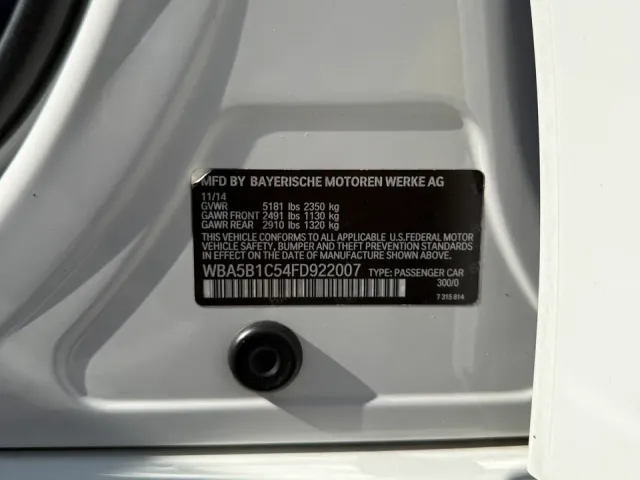 MFD BY BAYERISCHE MOTOREN WERKE AG
11/14
GVWR 5181 lbs 2350 kg
GAWR FRONT 2491 lbs 1130 kg
GAWR REAR 2910 lbs 1320 kg
THIS VEHICLE CONFORMS TO ALL APPLICABLE U.S.FEDERAL MOTOR
VEHICLE SAFETY, BUMPER AND THEFT PREVENTION STANDARDS
IN EFFECT ON THE DATE OF MANUFACTURE SHOWN ABOVE.
WBA5B1C54FD922007 TYPE: PASSENGER CAR
300/0
7 315 814